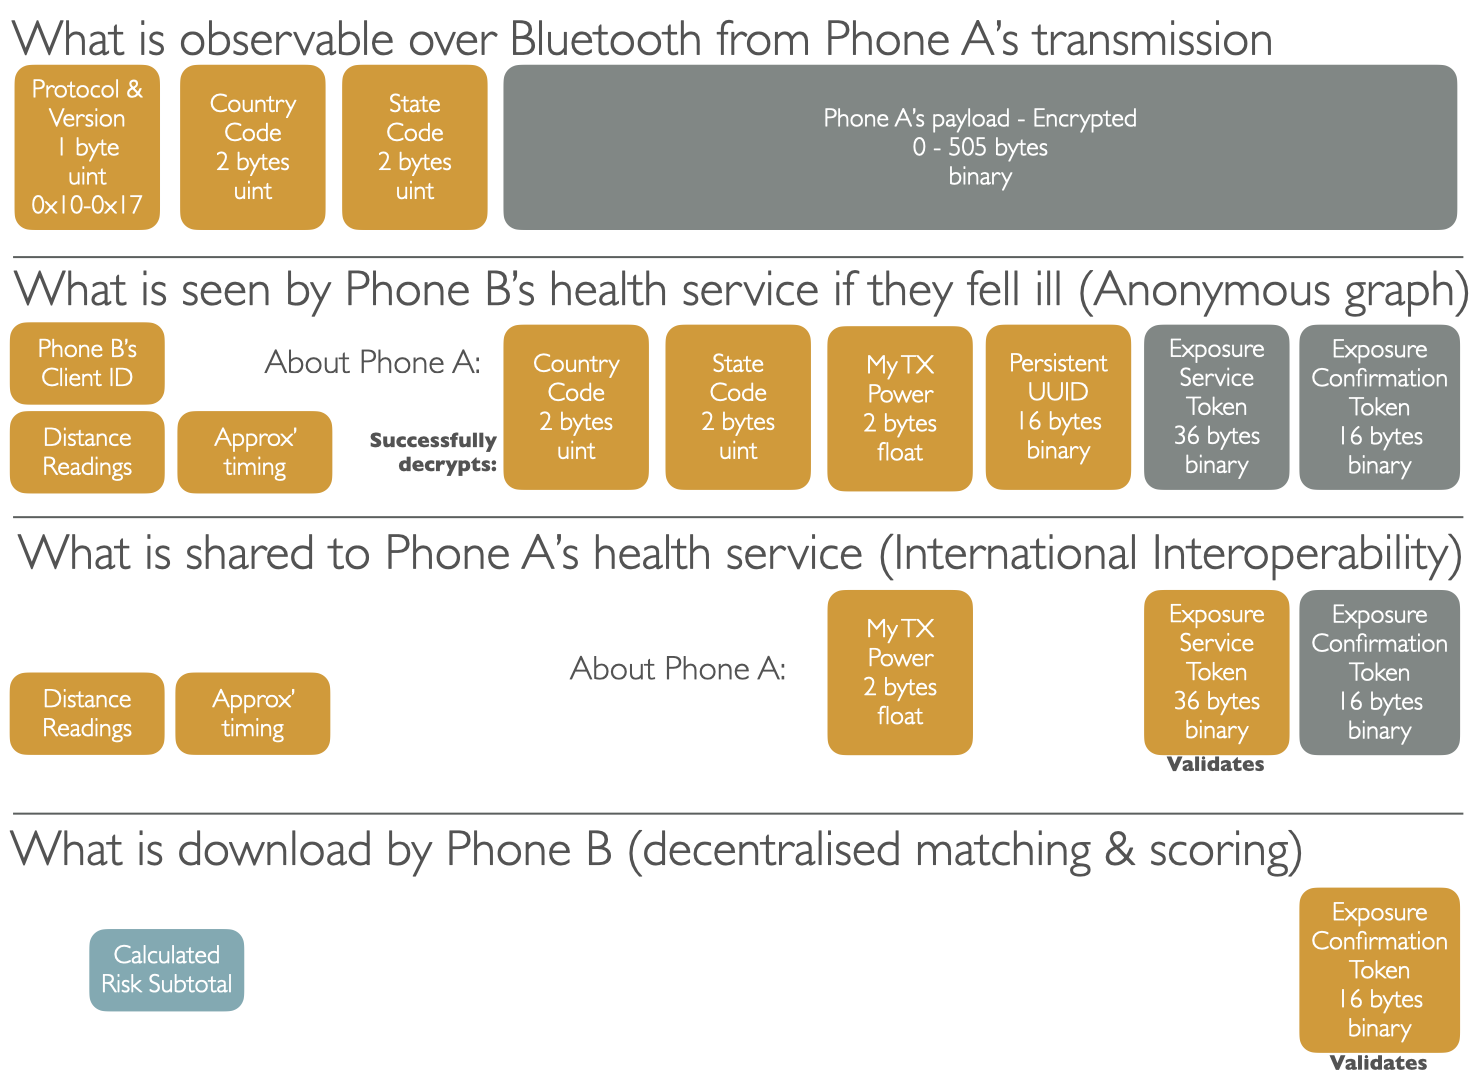 What is observable over Bluetooth from Phone A's transmission
Protocol &
Version
1 byte
uint
0x10-0x17
Country
Code
2 bytes
uint
State
Code
2 bytes
uint
Phone A's payload - Encrypted
0 - 505 bytes
binary
What is seen by Phone B's health service if they fell ill (Anonymous graph)
Phone B's
Client ID
Distance
Readings
Approx'
timing
About Phone A:
Successfully
decrypts:
Country
Code
2 bytes
uint
State
Code
2 bytes
uint
My TX
Power
2 bytes
float
Persistent
UUID
16 bytes
binary
Exposure
Service
Token
36 bytes
binary
Exposure
Confirmation
Token
16 bytes
binary
What is shared to Phone A's health service (International Interoperability)
Distance
Readings
Approx'
timing
About Phone A:
My TX
Power
2 bytes
float
Exposure
Service
Token
36 bytes
binary
Validates
Exposure
Confirmation
Token
16 bytes
binary
What is download by Phone B (decentralised matching & scoring)
Calculated
Risk Subtotal
Exposure
Confirmation
Token
16 bytes
binary
Validates